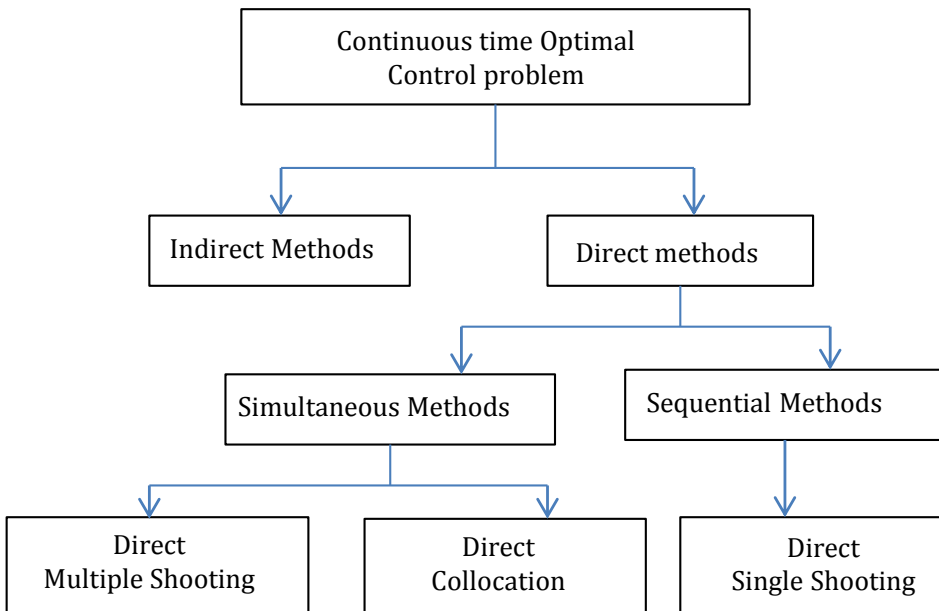 Continuous time Optimal
Control problem
Indirect Methods
Direct methods
Simultaneous Methods
Sequential Methods
Direct
Multiple Shooting
Direct
Collocation
Direct
Single Shooting